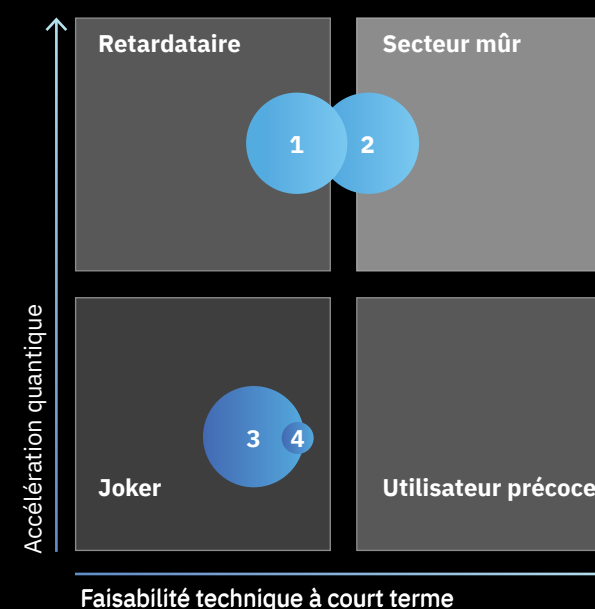 Retardataire
Secteur mûr
1
2
Accélération quantique
3
4
Joker
Utilisateur précoce
Faisabilité technique à court terme